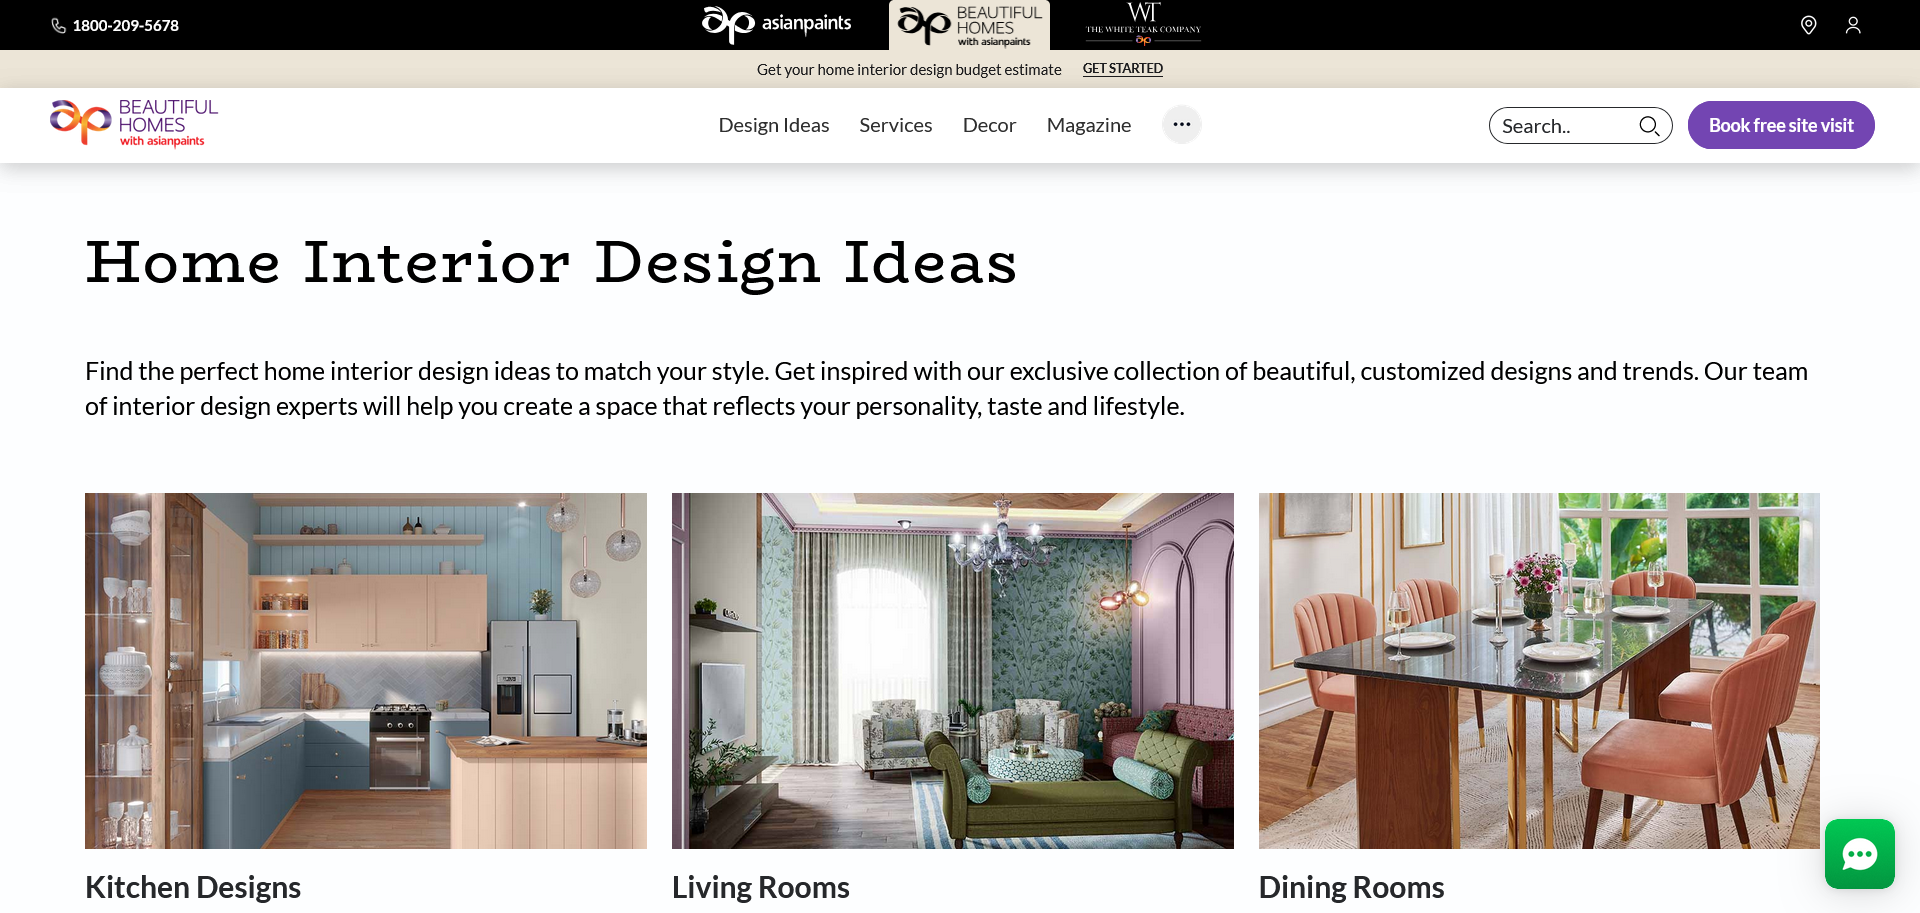 1800-209-5678
asianpaints
BEAUTIFUL
HOMES
with asianpaints
WT
THE WHITE TEAK COMPANY
ap
Get your home interior design budget estimate GET STARTED
ap BEAUTIFUL
HOMES
with asianpaints
Design Ideas Services Decor Magazine ...
Search..
Book free site visit
Home Interior Design Ideas
Find the perfect home interior design ideas to match your style. Get inspired with our exclusive collection of beautiful, customized designs and trends. Our team
of interior design experts will help you create a space that reflects your personality, taste and lifestyle.
Kitchen Designs
Living Rooms
Dining Rooms